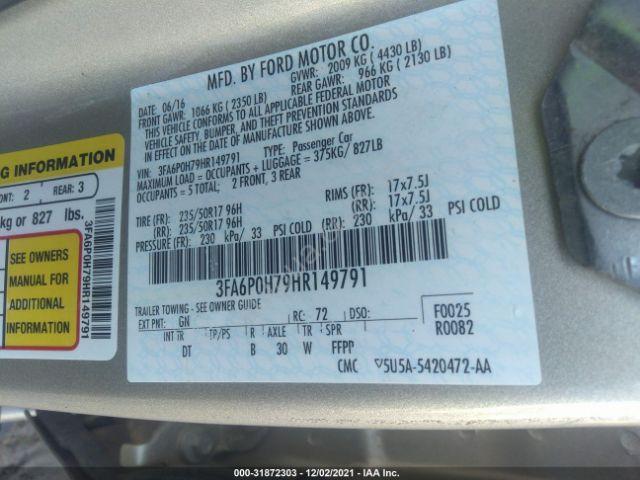 MFD. BY FORD MOTOR CO.
DATE: 06/16 GVWR: 2009 KG ( 4430 LB)
FRONT GAWR: 1066 KG ( 2350 LB) REAR GAWR: 966 KG ( 2130 LB)
THIS VEHICLE CONFORMS TO ALL APPLICABLE FEDERAL MOTOR
VEHICLE SAFETY, BUMPER, AND THEFT PREVENTION STANDARDS
IN EFFECT ON THE DATE OF MANUFACTURE SHOWN ABOVE.
VIN: 3FA6P0H79HR149791 TYPE: Passenger Car
MAXIMUM LOAD = OCCUPANTS + LUGGAGE = 375KG/ 827LB
OCCUPANTS = 5 TOTAL; 2 FRONT, 3 REAR
TIRE (FR): 235/50R17 96H RIMS (FR): 17x7.5J
(RR): 235/50R17 96H (RR): 17x7.5J
PRESSURE (FR): 230 kPa/ 33 PSI COLD (RR): 230 kPa/ 33 PSI COLD
3FA6P0H79HR149791
TRAILER TOWING - SEE OWNER GUIDE
EXT PNT: GN RC: 72 DSO: F0025
INT TR TP/PS R AXLE TR SPR R0082
DT B 30 W FFPP
CMC SU5A-5420472-AA
NG INFORMATION
FRONT: 2 REAR: 3
kg or 827 lbs.
SEE OWNERS
MANUAL FOR
ADDITIONAL
INFORMATION
3FA6P0H79HR149791
000-31872303 - 12/02/2021 - IAA Inc.